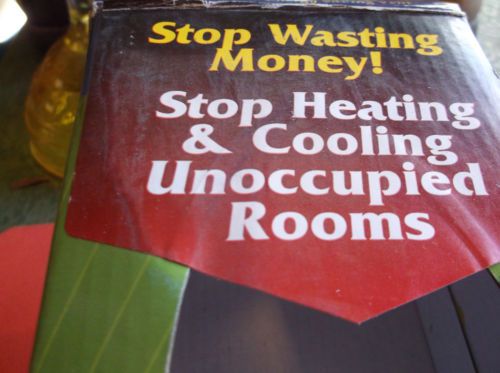 Stop Wasting
Money!
Stop Heating
& Cooling
Unoccupied
Rooms